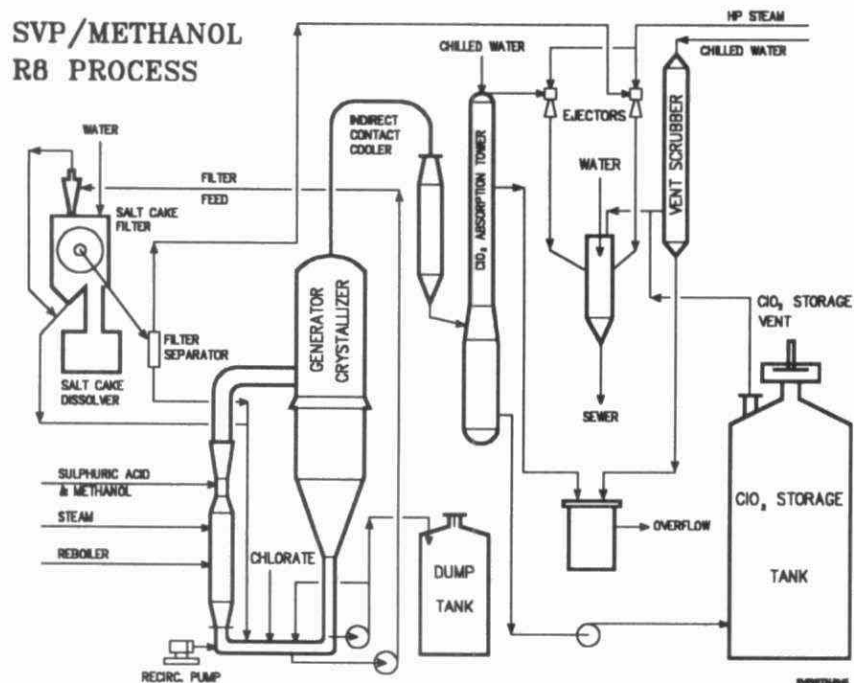 SVP/METHANOL
R8 PROCESS
HP STEAM
CHILLED WATER
CHILLED WATER
WATER
INDIRECT
CONTACT
COOLER
EJECTORS
VENT SCRUBBER
FILTER
FEED
SALT CAKE
FILTER
WATER
ClO₂ ABSORPTION TOWER
ClO₂ STORAGE
VENT
GENERATOR
CRYSTALLIZER
FILTER
SEPARATOR
SALT CAKE
DISSOLVER
SEWER
SULPHURIC ACID
& METHANOL
STEAM
REBOILER
CHLORATE
DUMP
TANK
OVERFLOW
ClO₂ STORAGE
TANK
RECIRC. PUMP